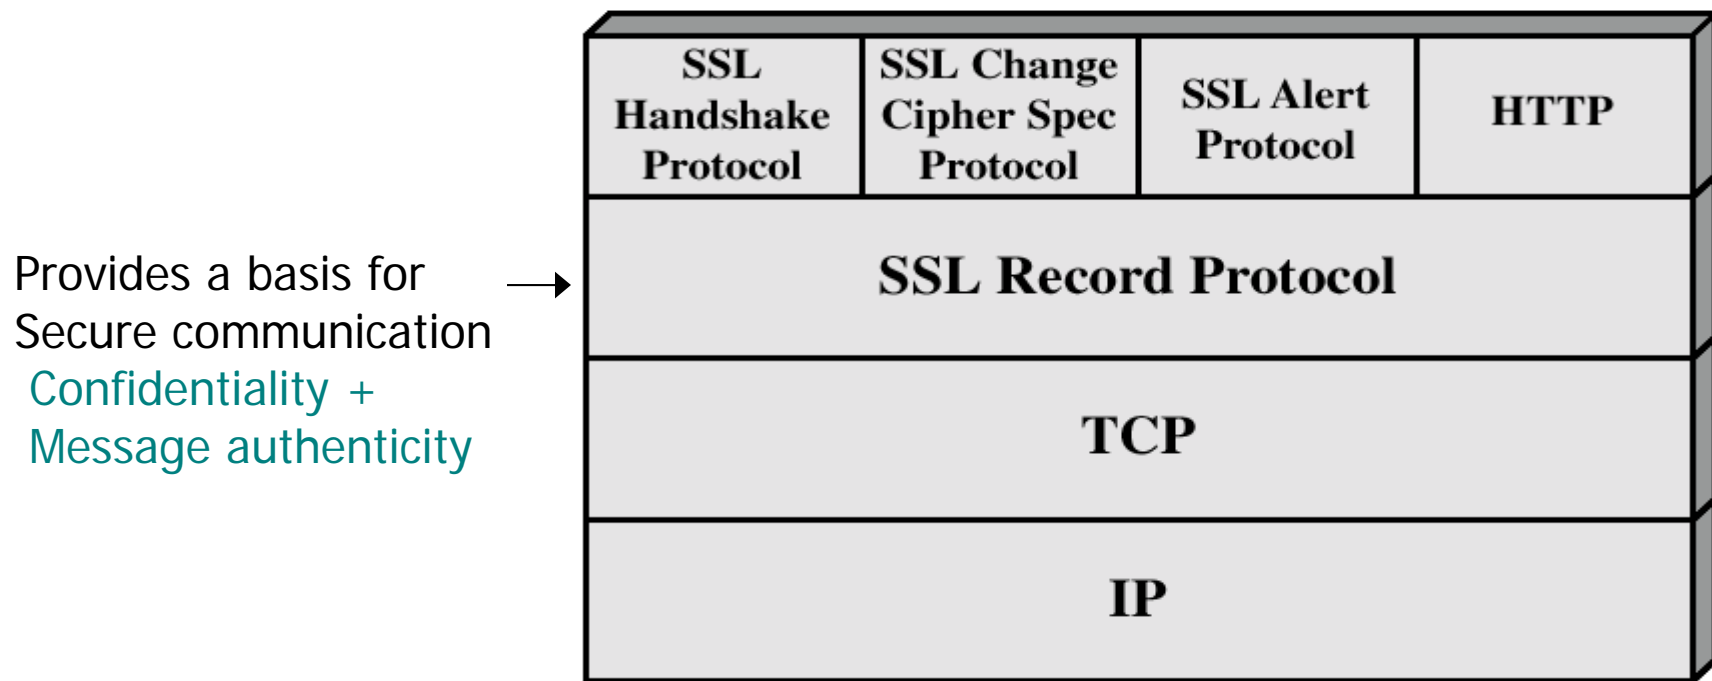 SSL
Handshake
Protocol
SSL Change
Cipher Spec
Protocol
SSL Alert
Protocol
HTTP
Provides a basis for
Secure communication
Confidentiality +
Message authenticity
SSL Record Protocol
TCP
IP